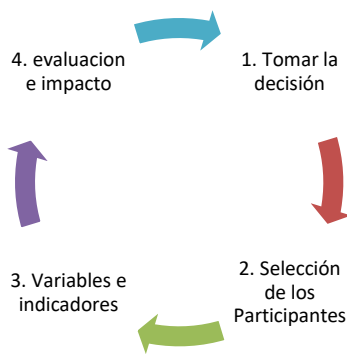 1. Tomar la
decisión
2. Selección
de los
Participantes
3. Variables e
indicadores
4. evaluacion
e impacto